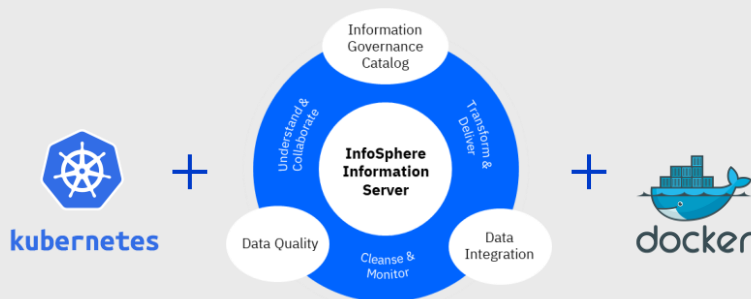 Information
Governance
Catalog
Understand &
Collaborate
Transform &
Deliver
InfoSphere
Information
Server
kubernetes
Data Quality
Cleanse &
Monitor
Data
Integration
docker